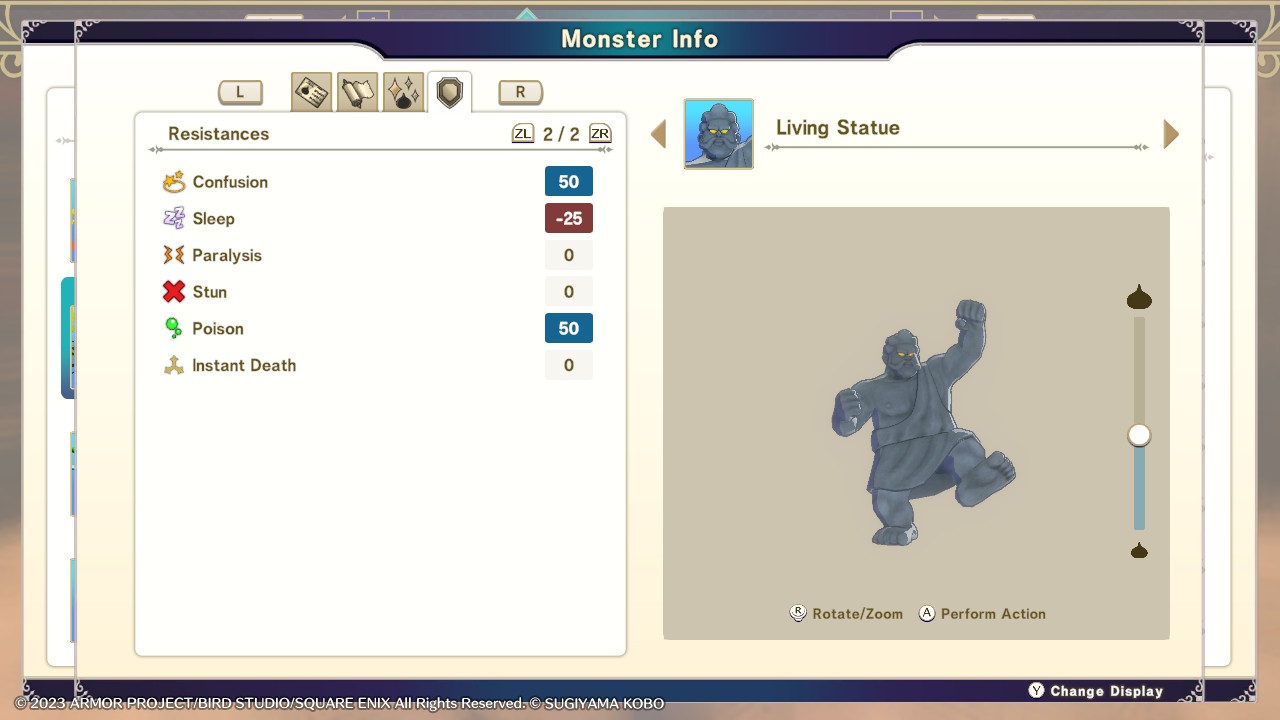 Monster Info
L
R
Resistances
ZL 2 / 2 ZR
Living Statue
Confusion 50
Sleep -25
Paralysis 0
Stun 0
Poison 50
Instant Death 0
R Rotate/Zoom A Perform Action
Y Change Display
© 2023 ARMOR PROJECT/BIRD STUDIO/SQUARE ENIX All Rights Reserved. © SUGIYAMA KOBO